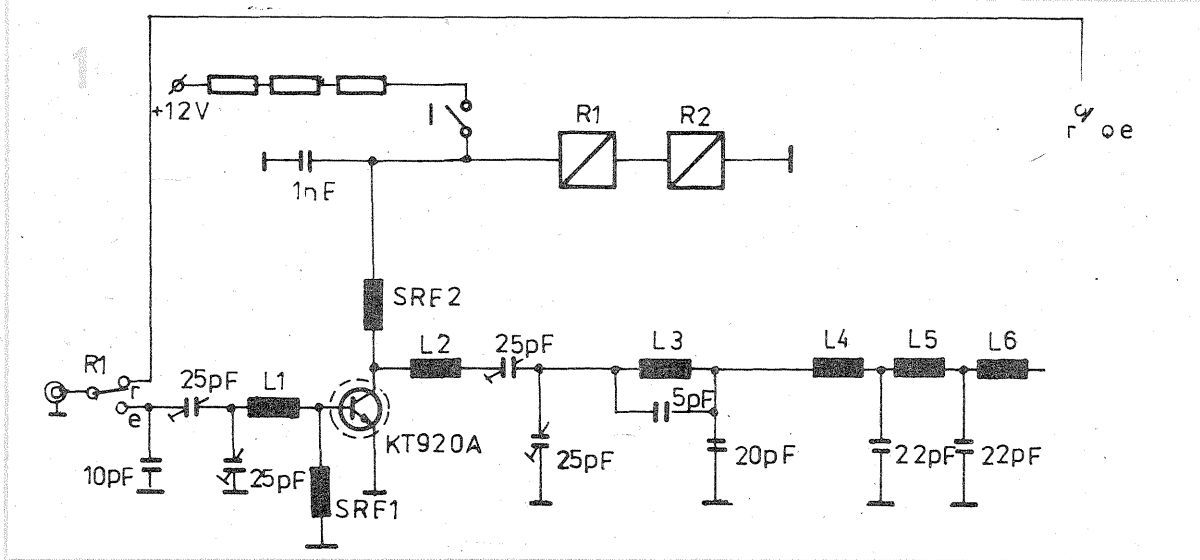 1
+12V
I
R1
R2
r
e
1nF
SRF2
L2
25pF
L3
L4
L5
L6
R1
r
25pF
L1
5pF
e
KT920A
10pF
25pF
25pF
20pF
22pF
22pF
SRF1